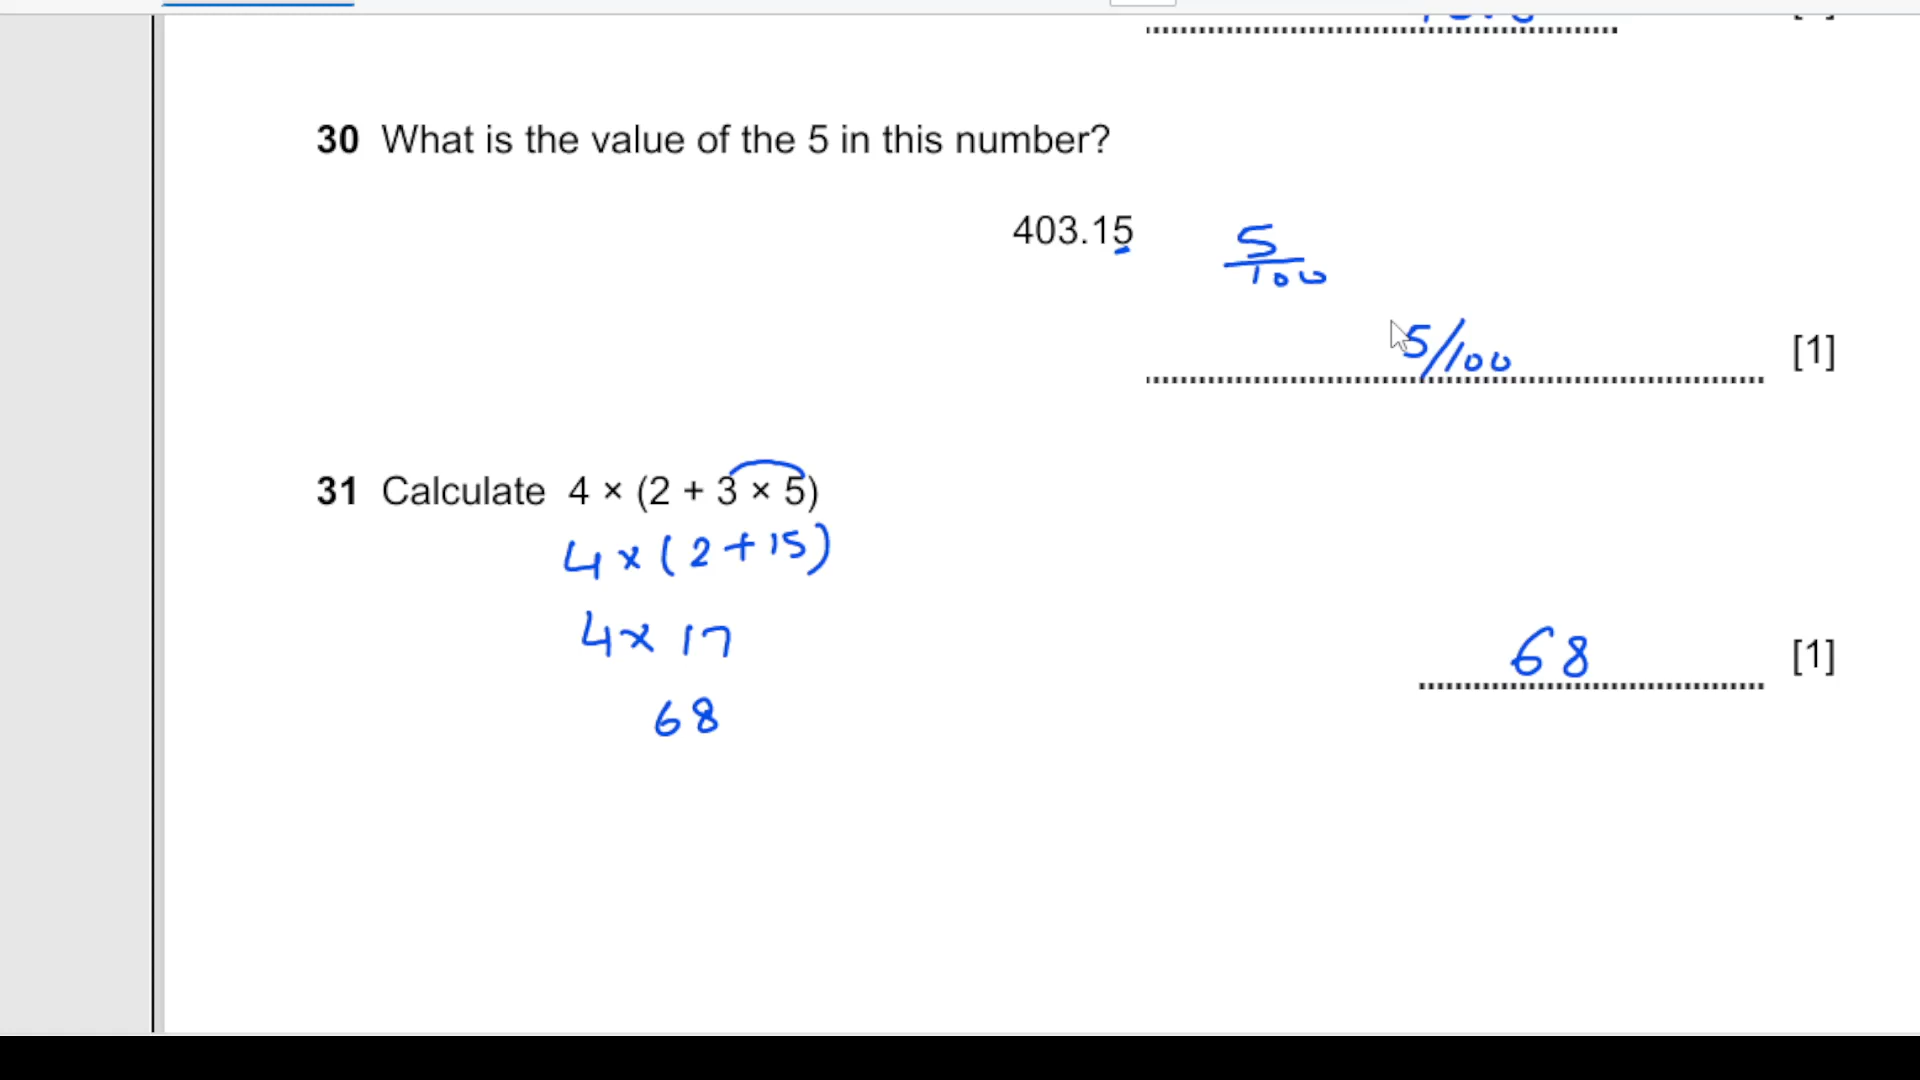 30 What is the value of the 5 in this number?
403.15
5/100
5/100 [1]
31 Calculate 4 × (2 + 3 × 5)
4 × (2 + 15)
4 × 17
68 [1]
68